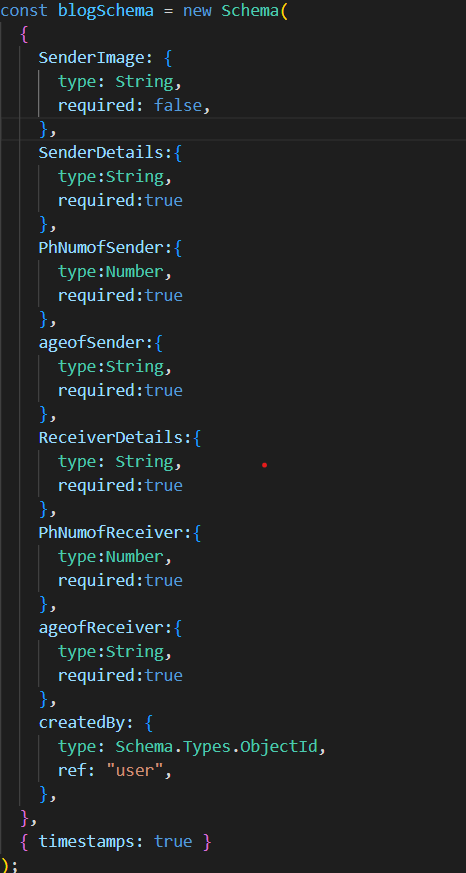 const blogSchema = new Schema(
  {
    SenderImage: {
      type: String,
      required: false,
    },
    SenderDetails:{
      type:String,
      required:true
    },
    PhNumofSender:{
      type:Number,
      required:true
    },
    ageofSender:{
      type:String,
      required:true
    },
    ReceiverDetails:{
      type: String,
      required:true
    },
    PhNumofReceiver:{
      type:Number,
      required:true
    },
    ageofReceiver:{
      type:String,
      required:true
    },
    createdBy: {
      type: Schema.Types.ObjectId,
      ref: "user",
    },
  },
  { timestamps: true }
);